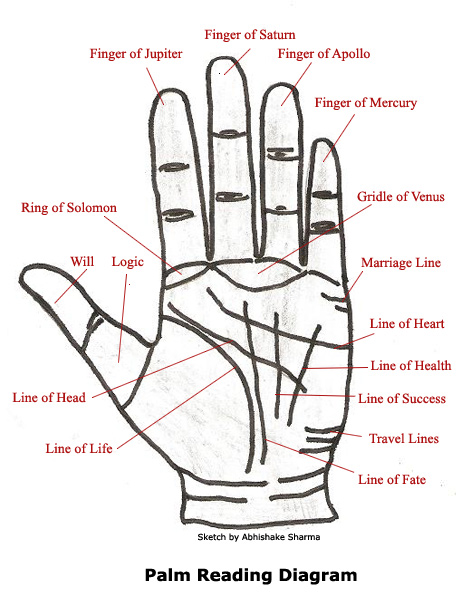 Finger of Saturn
Finger of Jupiter
Finger of Apollo
Finger of Mercury
Ring of Solomon
Gridle of Venus
Will
Logic
Marriage Line
Line of Heart
Line of Health
Line of Head
Line of Success
Travel Lines
Line of Life
Line of Fate
Sketch by Abhishake Sharma
Palm Reading Diagram